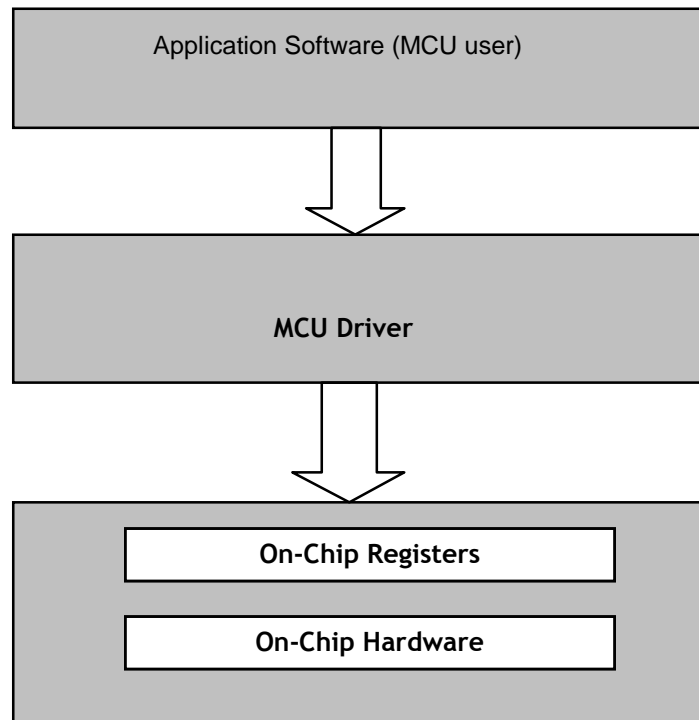 Application Software (MCU user)
MCU Driver
On-Chip Registers
On-Chip Hardware